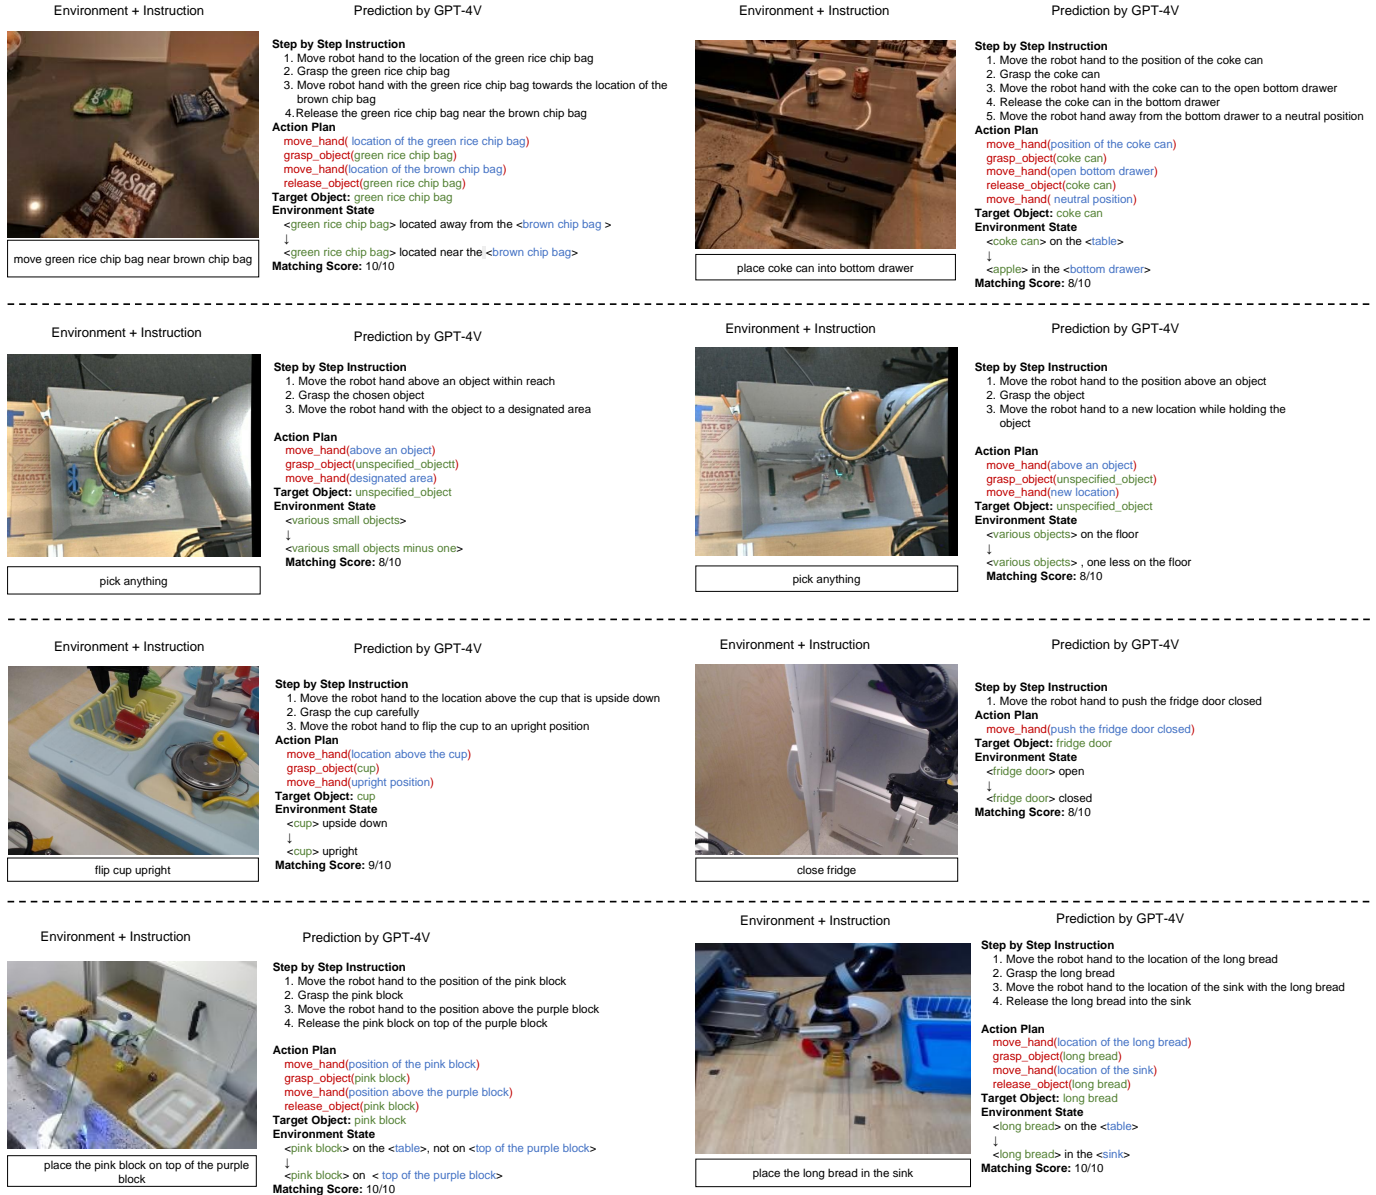 Environment + Instruction
Prediction by GPT-4V
Step by Step Instruction
1. Move robot hand to the location of the green rice chip bag
2. Grasp the green rice chip bag
3. Move robot hand with the green rice chip bag towards the location of the
brown chip bag
4.Release the green rice chip bag near the brown chip bag
Action Plan
move_hand( location of the green rice chip bag)
grasp_object(green rice chip bag)
move_hand(location of the brown chip bag)
release_object(green rice chip bag)
Target Object: green rice chip bag
Environment State
<green rice chip bag> located away from the <brown chip bag >
↓
<green rice chip bag> located near the <brown chip bag>
Matching Score: 10/10
Sea Salt
move green rice chip bag near brown chip bag
Environment + Instruction
Prediction by GPT-4V
Step by Step Instruction
1. Move the robot hand to the position of the coke can
2. Grasp the coke can
3. Move the robot hand with the coke can to the open bottom drawer
4. Release the coke can in the bottom drawer
5. Move the robot hand away from the bottom drawer to a neutral position
Action Plan
move_hand(position of the coke can)
grasp_object(coke can)
move_hand(open bottom drawer)
release_object(coke can)
move_hand( neutral position)
Target Object: coke can
Environment State
<coke can> on the <table>
↓
<apple> in the <bottom drawer>
Matching Score: 8/10
place coke can into bottom drawer
Environment + Instruction
Prediction by GPT-4V
Step by Step Instruction
1. Move the robot hand above an object within reach
2. Grasp the chosen object
3. Move the robot hand with the object to a designated area
Action Plan
move_hand(above an object)
grasp_object(unspecified_objectt)
move_hand(designated area)
Target Object: unspecified_object
Environment State
<various small objects>
↓
<various small objects minus one>
Matching Score: 8/10
pick anything
Environment + Instruction
Prediction by GPT-4V
Step by Step Instruction
1. Move the robot hand to the position above an object
2. Grasp the object
3. Move the robot hand to a new location while holding the
object
Action Plan
move_hand(above an object)
grasp_object(unspecified_object)
move_hand(new location)
Target Object: unspecified_object
Environment State
<various objects> on the floor
↓
<various objects> , one less on the floor
Matching Score: 8/10
pick anything
Environment + Instruction
Prediction by GPT-4V
Step by Step Instruction
1. Move the robot hand to the location above the cup that is upside down
2. Grasp the cup carefully
3. Move the robot hand to flip the cup to an upright position
Action Plan
move_hand(location above the cup)
grasp_object(cup)
move_hand(upright position)
Target Object: cup
Environment State
<cup> upside down
↓
<cup> upright
Matching Score: 9/10
flip cup upright
Environment + Instruction
Prediction by GPT-4V
Step by Step Instruction
1. Move the robot hand to push the fridge door closed
Action Plan
move_hand(push the fridge door closed)
Target Object: fridge door
Environment State
<fridge door> open
↓
<fridge door> closed
Matching Score: 8/10
close fridge
Environment + Instruction
Prediction by GPT-4V
Step by Step Instruction
1. Move the robot hand to the position of the pink block
2. Grasp the pink block
3. Move the robot hand to the position above the purple block
4. Release the pink block on top of the purple block
Action Plan
move_hand(position of the pink block)
grasp_object(pink block)
move_hand(position above the purple block)
release_object(pink block)
Target Object: pink block
Environment State
<pink block> on the <table>, not on <top of the purple block>
↓
<pink block> on < top of the purple block>
Matching Score: 10/10
place the pink block on top of the purple
block
Environment + Instruction
Prediction by GPT-4V
Step by Step Instruction
1. Move the robot hand to the location of the long bread
2. Grasp the long bread
3. Move the robot hand to the location of the sink with the long bread
4. Release the long bread into the sink
Action Plan
move_hand(location of the long bread)
grasp_object(long bread)
move_hand(location of the sink)
release_object(long bread)
Target Object: long bread
Environment State
<long bread> on the <table>
↓
<long bread> in the <sink>
Matching Score: 10/10
place the long bread in the sink